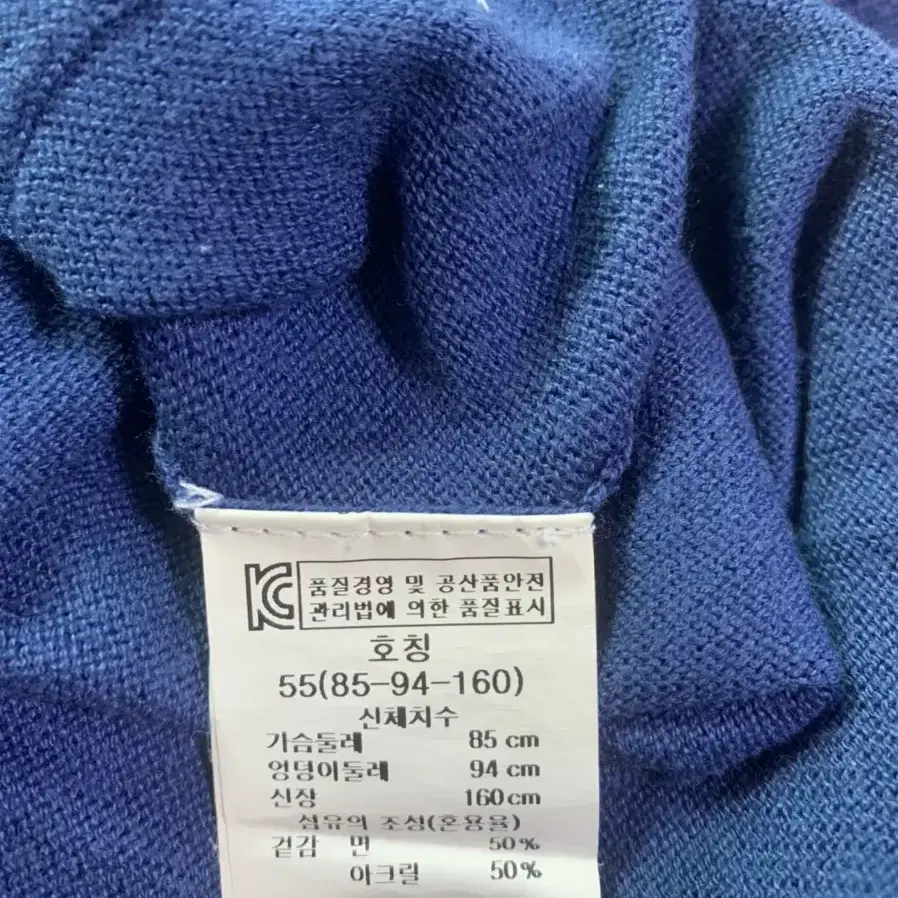 KC 품질경영 및 공산품안전
관리법에 의한 품질표시
호칭
55(85-94-160)
신체치수
가슴둘레 85 cm
엉덩이둘레 94 cm
신장 160 cm
섬유의 조성(혼용율)
겉감 면 50%
아크릴 50%